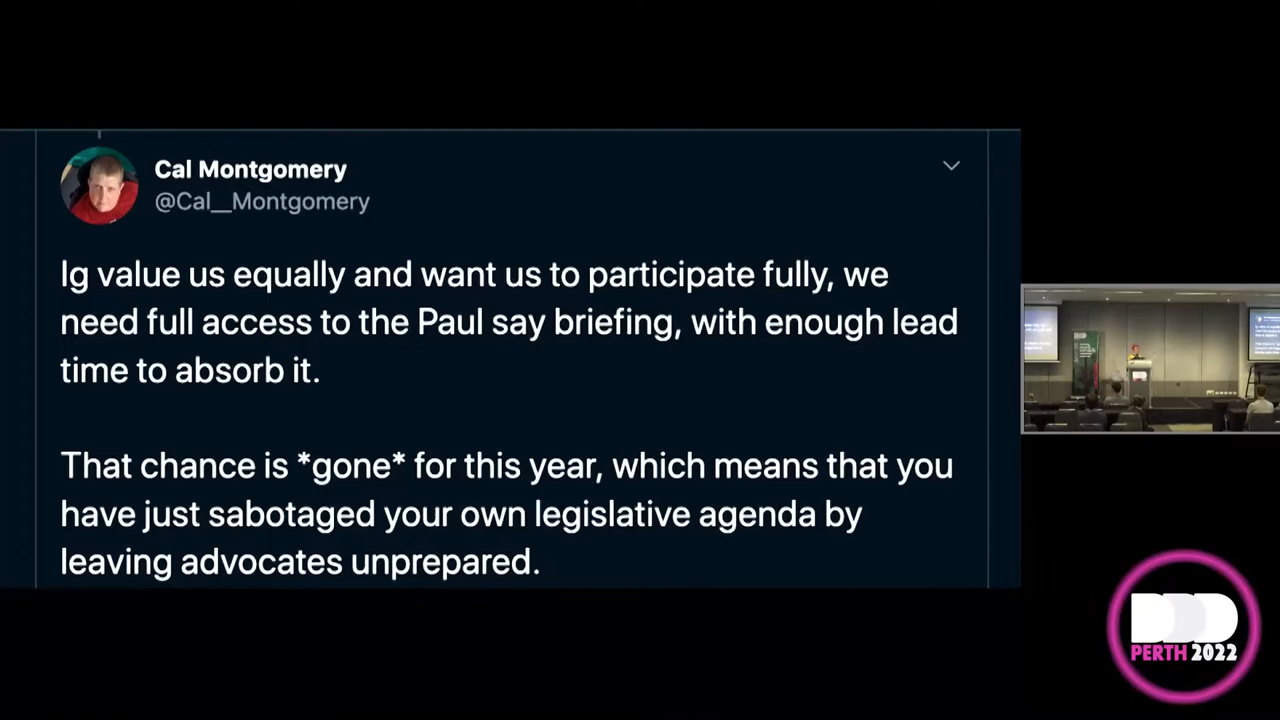 Cal Montgomery
@Cal__Montgomery
Ig value us equally and want us to participate fully, we
need full access to the Paul say briefing, with enough lead
time to absorb it.
That chance is *gone* for this year, which means that you
have just sabotaged your own legislative agenda by
leaving advocates unprepared.
DDD
PERTH 2022